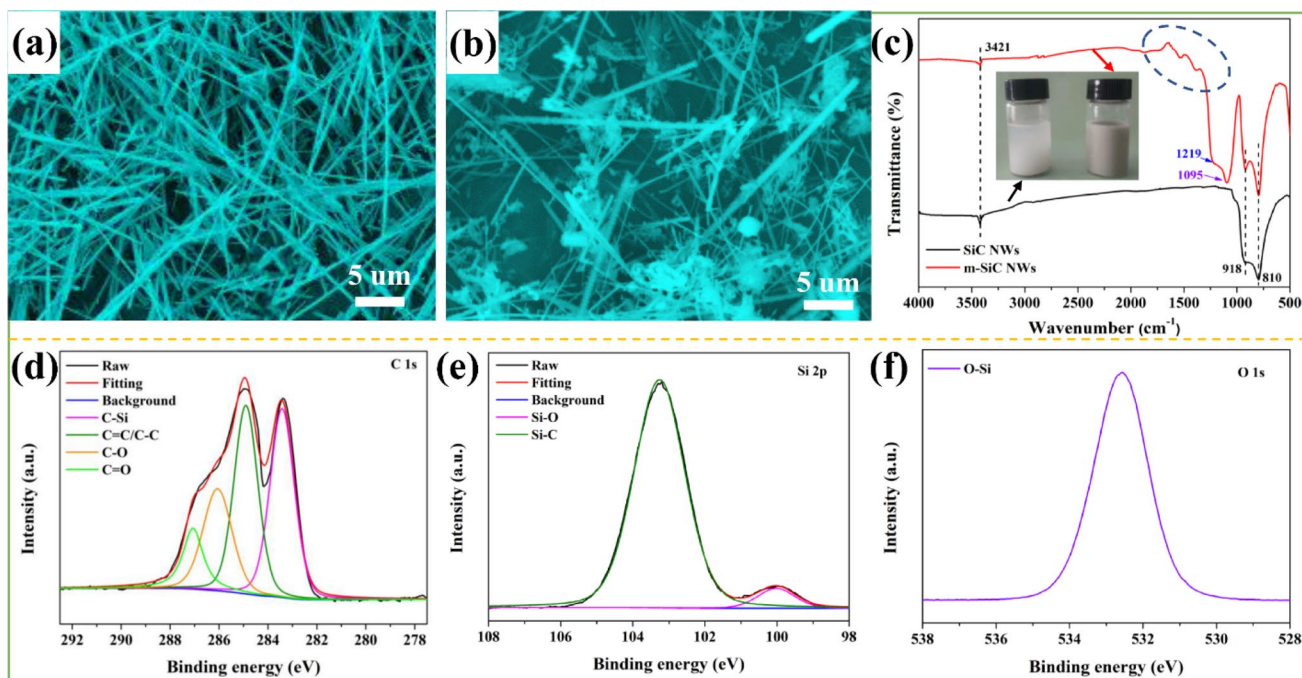 (a)
5 um
(b)
5 um
(c)
Transmittance (%)
3421
1219
1095
918
810
SiC NWs
m-SiC NWs
4000 3500 3000 2500 2000 1500 1000 500
Wavenumber (cm⁻¹)
(d)
Intensity (a.u.)
Raw
Fitting
Background
C-Si
C=C/C-C
C-O
C=O
C 1s
292 290 288 286 284 282 280 278
Binding energy (eV)
(e)
Intensity (a.u.)
Raw
Fitting
Background
Si-O
Si-C
Si 2p
108 106 104 102 100 98
Binding energy (eV)
(f)
Intensity (a.u.)
O-Si
O 1s
538 536 534 532 530 528
Binding energy (eV)